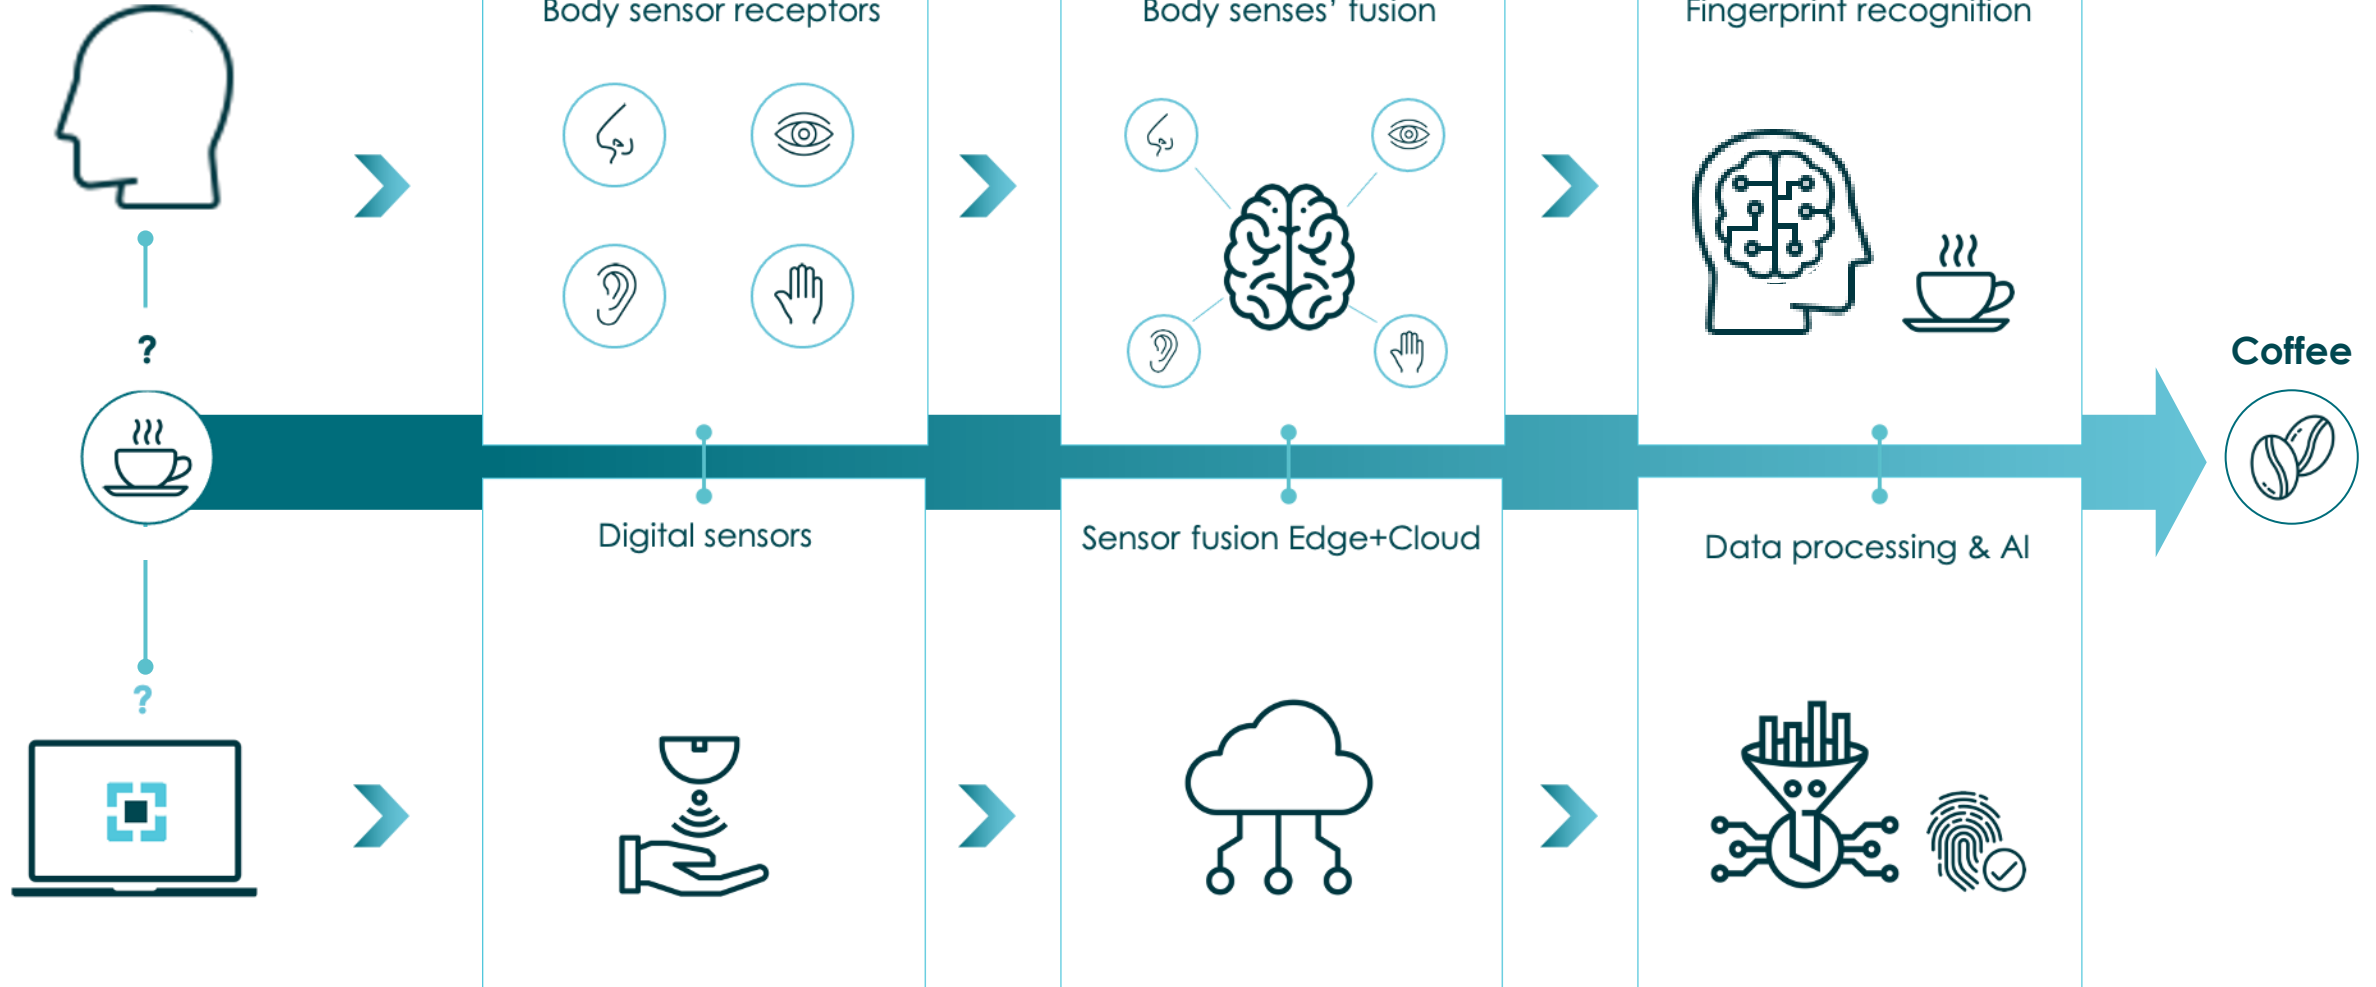 Body sensor receptors
Body senses’ fusion
Fingerprint recognition
?
Coffee
Digital sensors
Sensor fusion Edge+Cloud
Data processing & AI
?